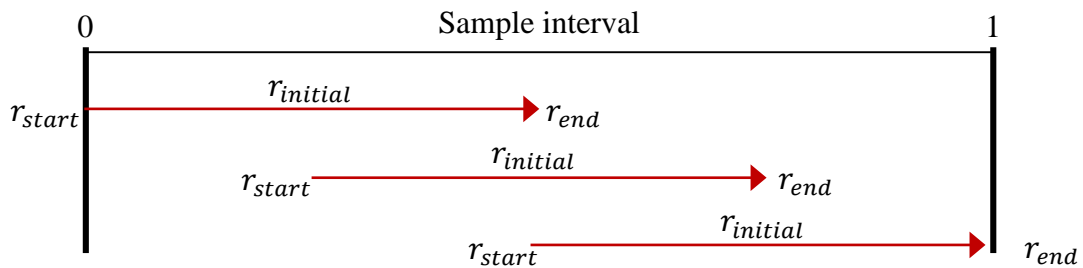 0 Sample interval 1
r_initial
r_start r_end
r_initial
r_start r_end
r_initial
r_start r_end